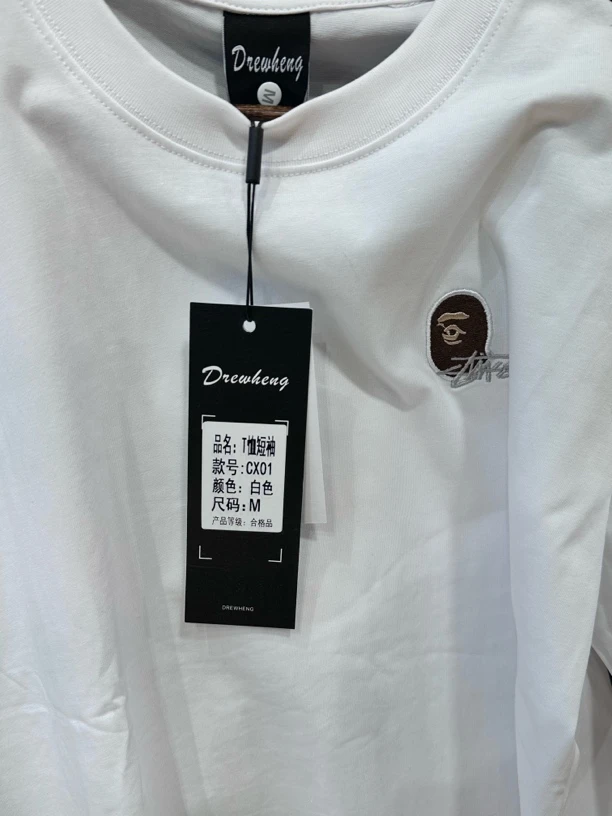 Drewheng
M
Drewheng
品名：T恤短袖
款号：CX01
颜色：白色
尺码：M
产品等级：合格品
DREWHENG